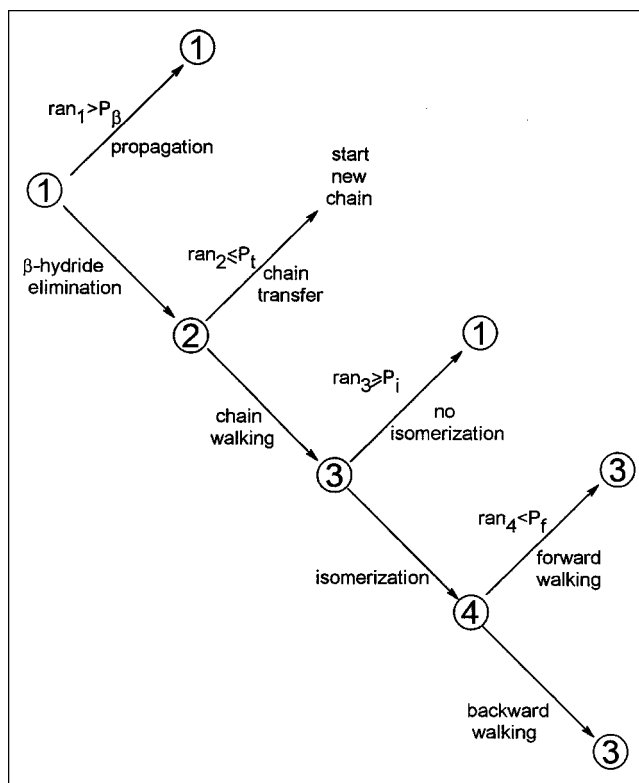 1
ran1>Pβ
propagation
1
start
new
chain
β-hydride
elimination
ran2≤Pt
chain
transfer
2
1
ran3≥Pi
chain
walking
no
isomerization
3
3
ran4<Pf
isomerization
forward
walking
4
backward
walking
3